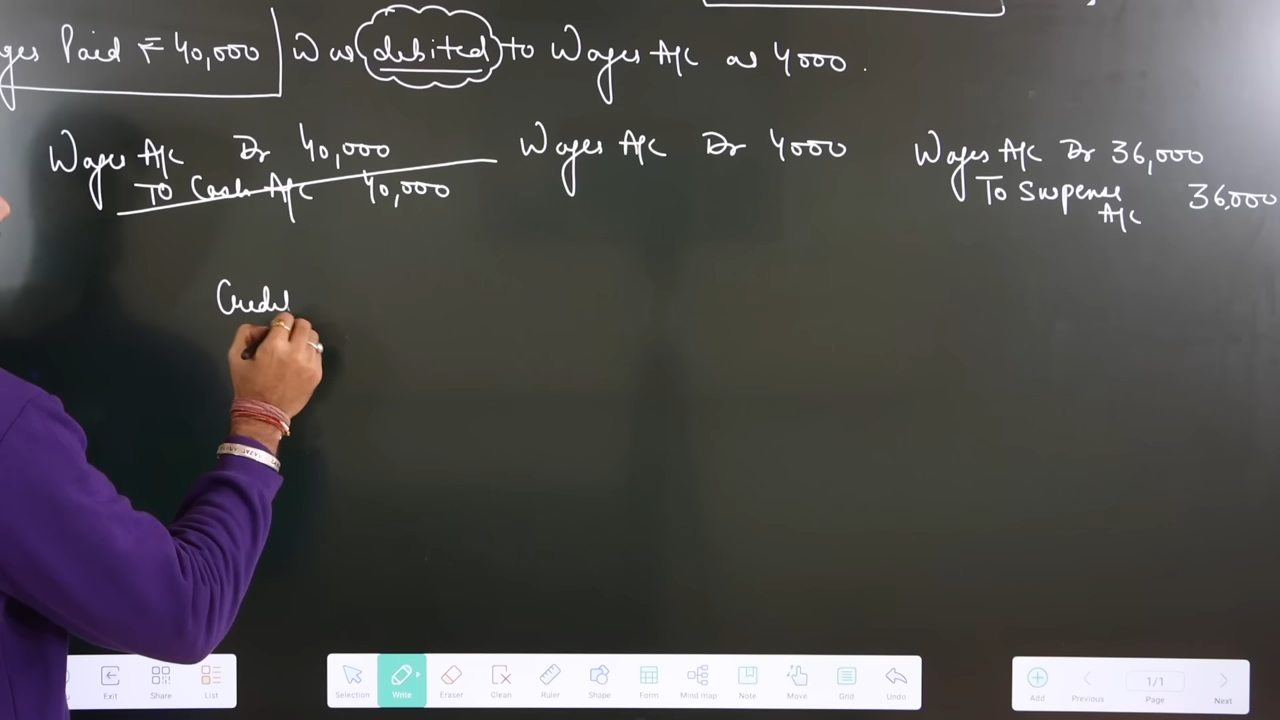 ges Paid ₹ 40,000 Was debited to Wages A/c as 4000.
Wages A/c Dr 40,000
To Cash A/c 40,000
Wages A/c Dr 4000
Wages A/c Dr 36,000
To Suspense 36,000
A/c
Credi
Exit Share List
Selection Write Eraser Clean Ruler Shape Form Mind map Note Move Grid Undo
Add Previous 1/1 Page Next